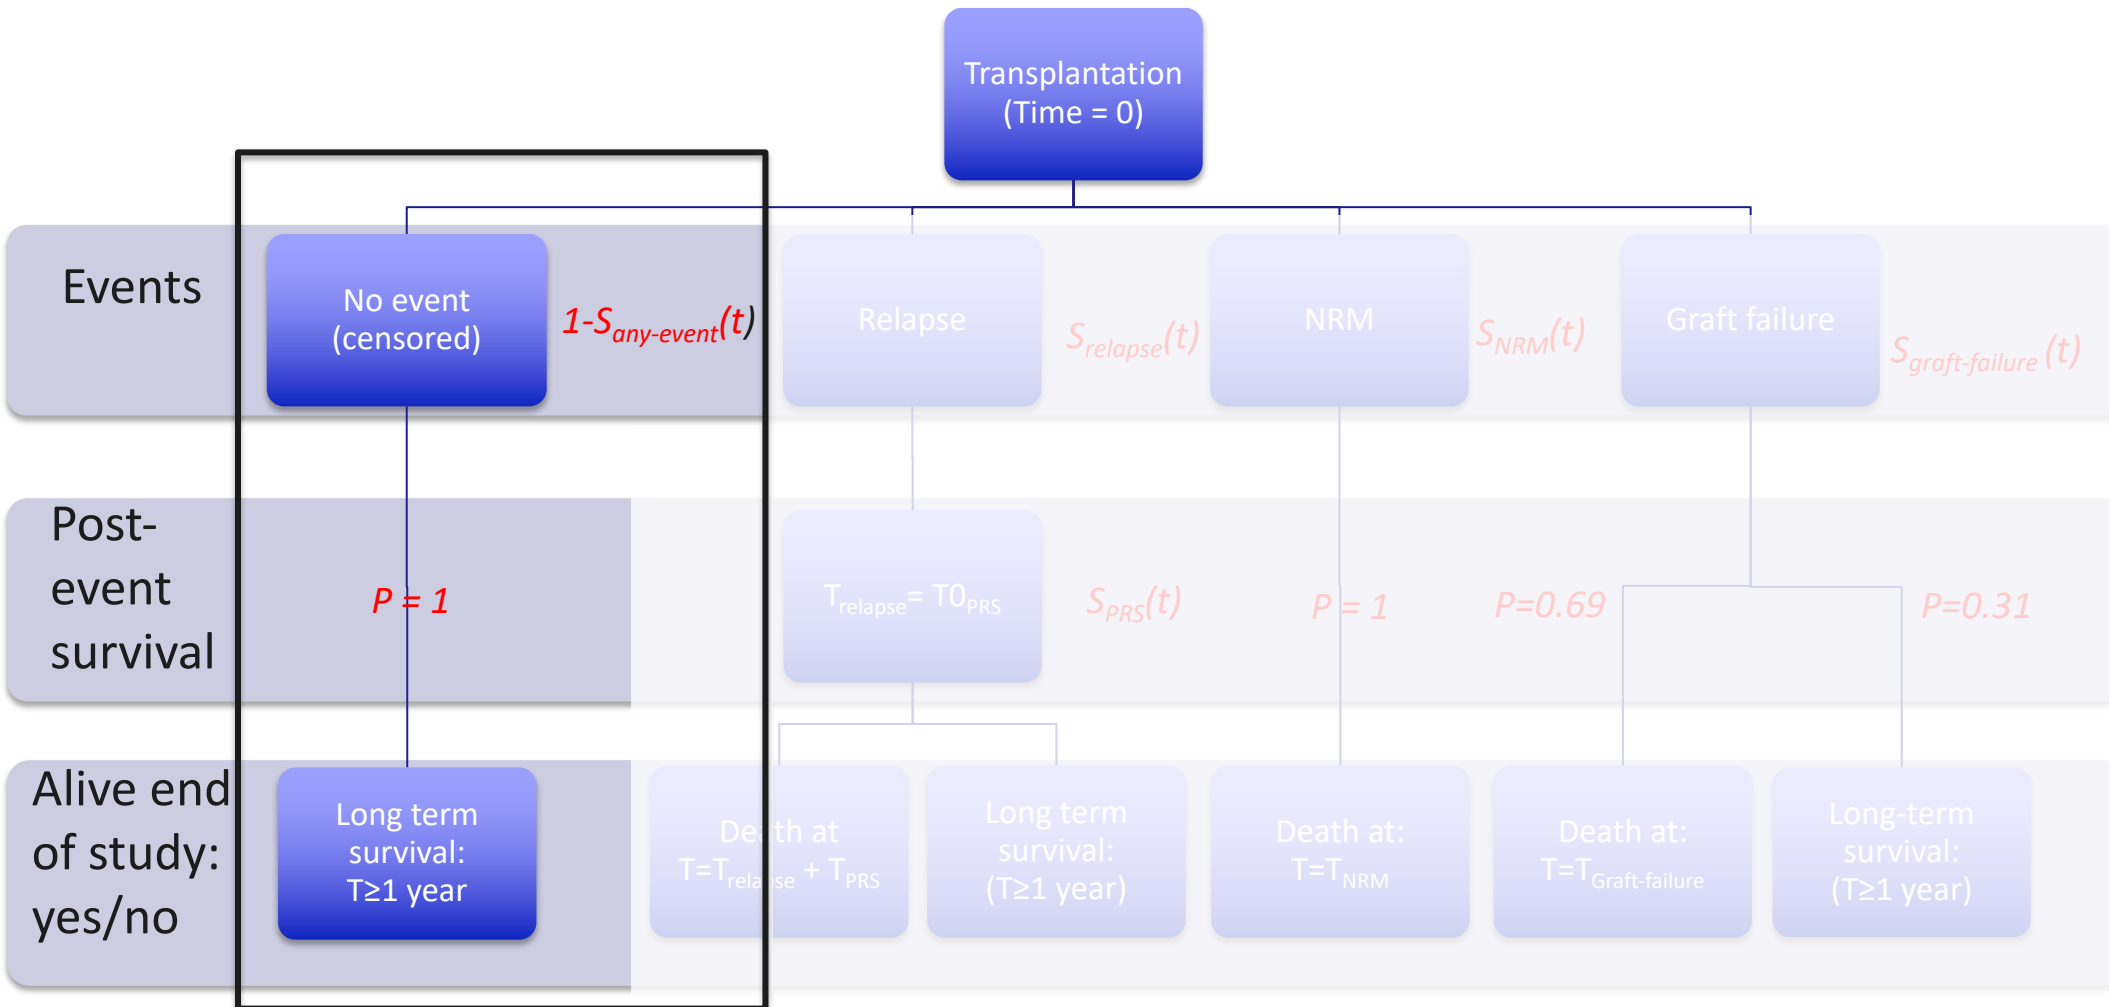 Transplantation
(Time = 0)
Events
No event
(censored)
1-Sany-event(t)
Relapse
Srelapse(t)
NRM
SNRM(t)
Graft failure
Sgraft-failure (t)
Post-
event
survival
P = 1
Trelapse= T0PRS
SPRS(t)
P = 1
P=0.69
P=0.31
Alive end
of study:
yes/no
Long term
survival:
T≥1 year
Death at
T=Trelapse + TPRS
Long term
survival:
(T≥1 year)
Death at:
T=TNRM
Death at:
T=TGraft-failure
Long-term
survival:
(T≥1 year)